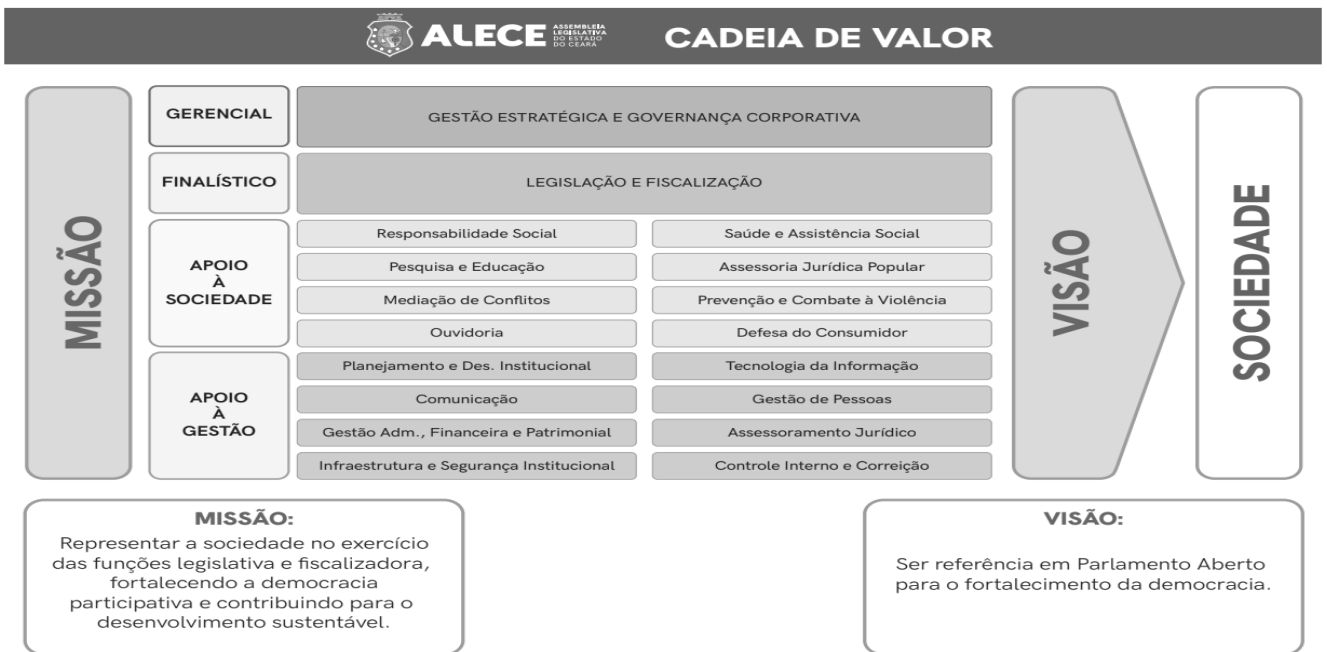 ALECE ASSEMBLEIA
LEGISLATIVA
DO ESTADO
DO CEARÁ
CADEIA DE VALOR
MISSÃO
GERENCIAL
GESTÃO ESTRATÉGICA E GOVERNANÇA CORPORATIVA
FINALÍSTICO
LEGISLAÇÃO E FISCALIZAÇÃO
APOIO
À
SOCIEDADE
Responsabilidade Social
Saúde e Assistência Social
Pesquisa e Educação
Assessoria Jurídica Popular
Mediação de Conflitos
Prevenção e Combate à Violência
Ouvidoria
Defesa do Consumidor
APOIO
À
GESTÃO
Planejamento e Des. Institucional
Tecnologia da Informação
Comunicação
Gestão de Pessoas
Gestão Adm., Financeira e Patrimonial
Assessoramento Jurídico
Infraestrutura e Segurança Institucional
Controle Interno e Correição
VISÃO
SOCIEDADE
MISSÃO:
Representar a sociedade no exercício
das funções legislativa e fiscalizadora,
fortalecendo a democracia
participativa e contribuindo para o
desenvolvimento sustentável.
VISÃO:
Ser referência em Parlamento Aberto
para o fortalecimento da democracia.